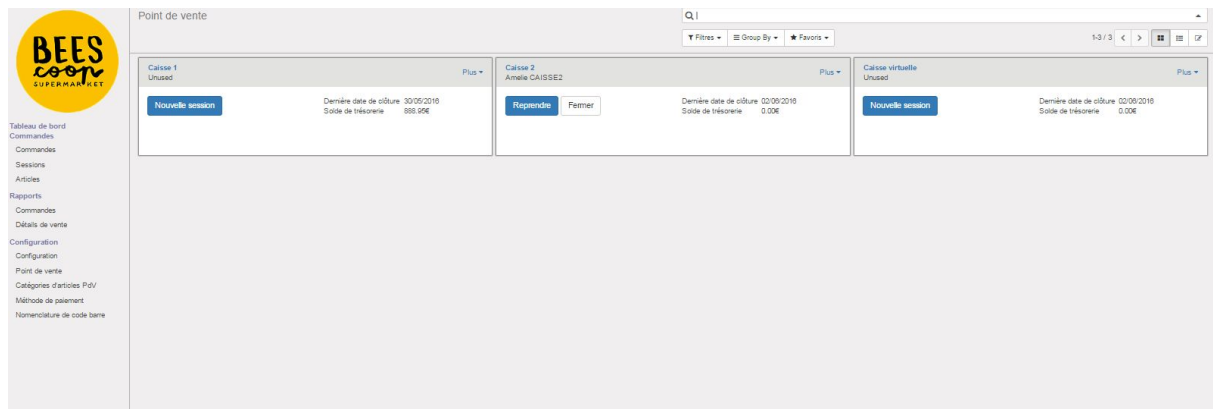 BEES
coop
SUPERMARKET
Tableau de bord
Commandes
Commandes
Sessions
Articles
Rapports
Commandes
Détails de vente
Configuration
Configuration
Point de vente
Catégories d'articles PdV
Méthode de paiement
Nomenclature de code barre
Point de vente
Filtres
Group By
Favoris
1-3 / 3
Caisse 1
Unused
Plus
Nouvelle session
Dernière date de clôture 30/05/2016
Solde de trésorerie 888.95€
Caisse 2
Amelie CAISSE2
Plus
Reprendre
Fermer
Dernière date de clôture 02/06/2016
Solde de trésorerie 0.00€
Caisse virtuelle
Unused
Plus
Nouvelle session
Dernière date de clôture 02/06/2016
Solde de trésorerie 0.00€